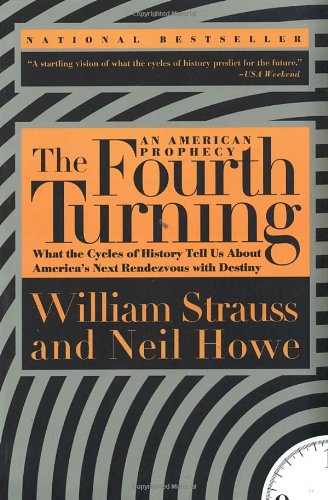 NATIONAL BESTSELLER
"A startling vision of what the cycles of history predict for the future."
–USA Weekend
AN AMERICAN
PROPHECY
The Fourth
Turning
What the Cycles of History Tell Us About
America's Next Rendezvous with Destiny
William Strauss
and Neil Howe